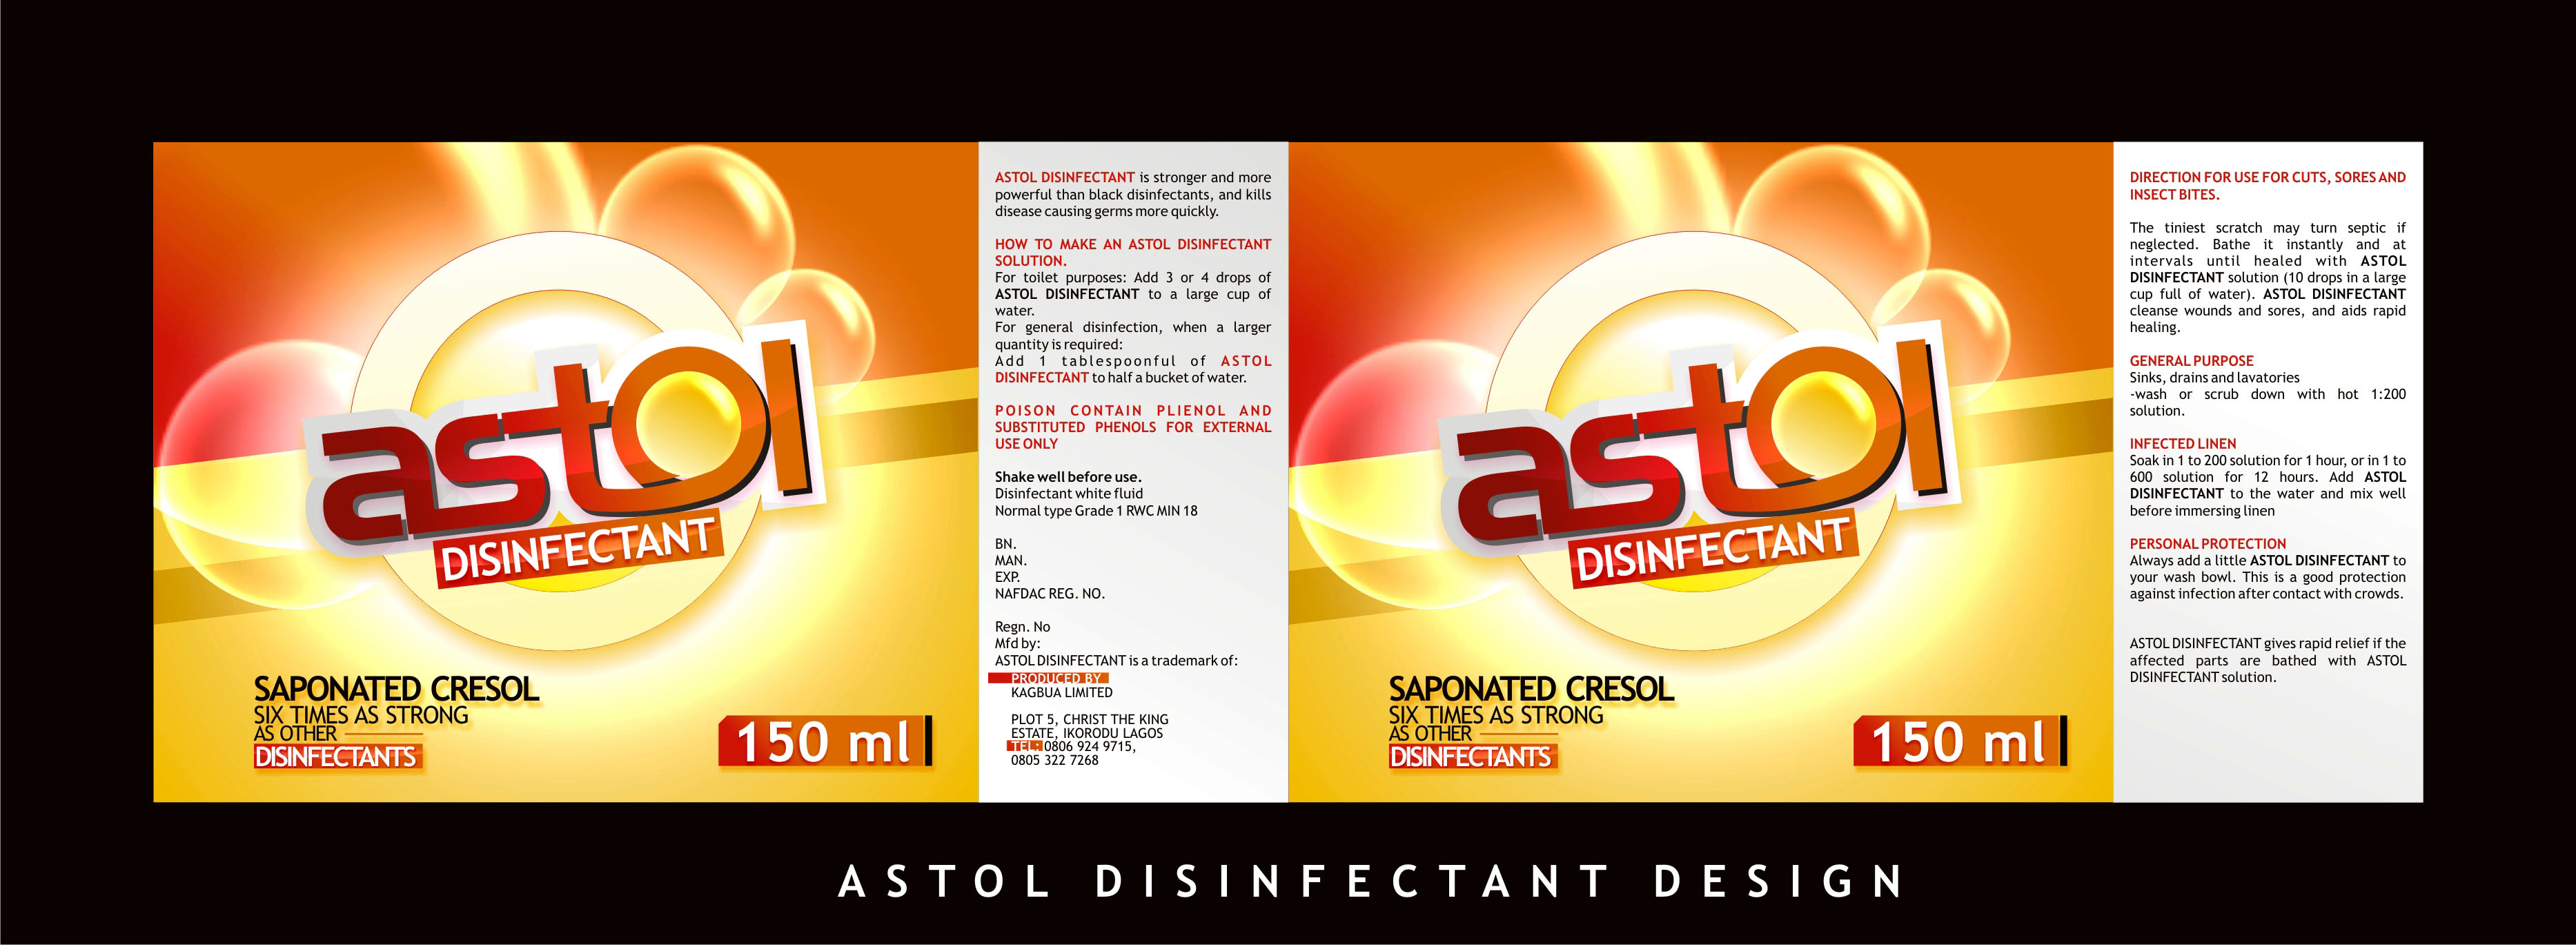 astol
DISINFECTANT
SAPONATED CRESOL
SIX TIMES AS STRONG
AS OTHER
DISINFECTANTS
150 ml
ASTOL DISINFECTANT is stronger and more
powerful than black disinfectants, and kills
disease causing germs more quickly.
HOW TO MAKE AN ASTOL DISINFECTANT
SOLUTION.
For toilet purposes: Add 3 or 4 drops of
ASTOL DISINFECTANT to a large cup of
water.
For general disinfection, when a larger
quantity is required:
Add 1 tablespoonful of ASTOL
DISINFECTANT to half a bucket of water.
POISON CONTAIN PLIENOL AND
SUBSTITUTED PHENOLS FOR EXTERNAL
USE ONLY
Shake well before use.
Disinfectant white fluid
Normal type Grade 1 RWC MIN 18
BN.
MAN.
EXP.
NAFDAC REG. NO.
Regn. No
Mfd by:
ASTOL DISINFECTANT is a trademark of:
PRODUCED BY
KAGBUA LIMITED
PLOT 5, CHRIST THE KING
ESTATE, IKORODU LAGOS
TEL: 0806 924 9715,
0805 322 7268
astol
DISINFECTANT
SAPONATED CRESOL
SIX TIMES AS STRONG
AS OTHER
DISINFECTANTS
150 ml
DIRECTION FOR USE FOR CUTS, SORES AND
INSECT BITES.
The tiniest scratch may turn septic if
neglected. Bathe it instantly and at
intervals until healed with ASTOL
DISINFECTANT solution (10 drops in a large
cup full of water). ASTOL DISINFECTANT
cleanse wounds and sores, and aids rapid
healing.
GENERAL PURPOSE
Sinks, drains and lavatories
-wash or scrub down with hot 1:200
solution.
INFECTED LINEN
Soak in 1 to 200 solution for 1 hour, or in 1 to
600 solution for 12 hours. Add ASTOL
DISINFECTANT to the water and mix well
before immersing linen
PERSONAL PROTECTION
Always add a little ASTOL DISINFECTANT to
your wash bowl. This is a good protection
against infection after contact with crowds.
ASTOL DISINFECTANT gives rapid relief if the
affected parts are bathed with ASTOL
DISINFECTANT solution.
ASTOL DISINFECTANT DESIGN